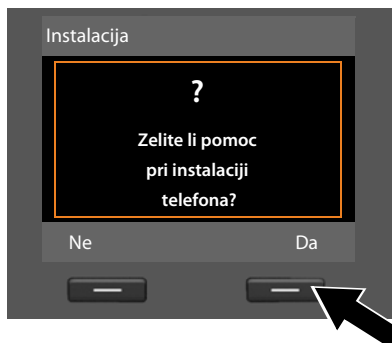 Instalacija
?
Zelite li pomoc
pri instalaciji
telefona?
Ne Da